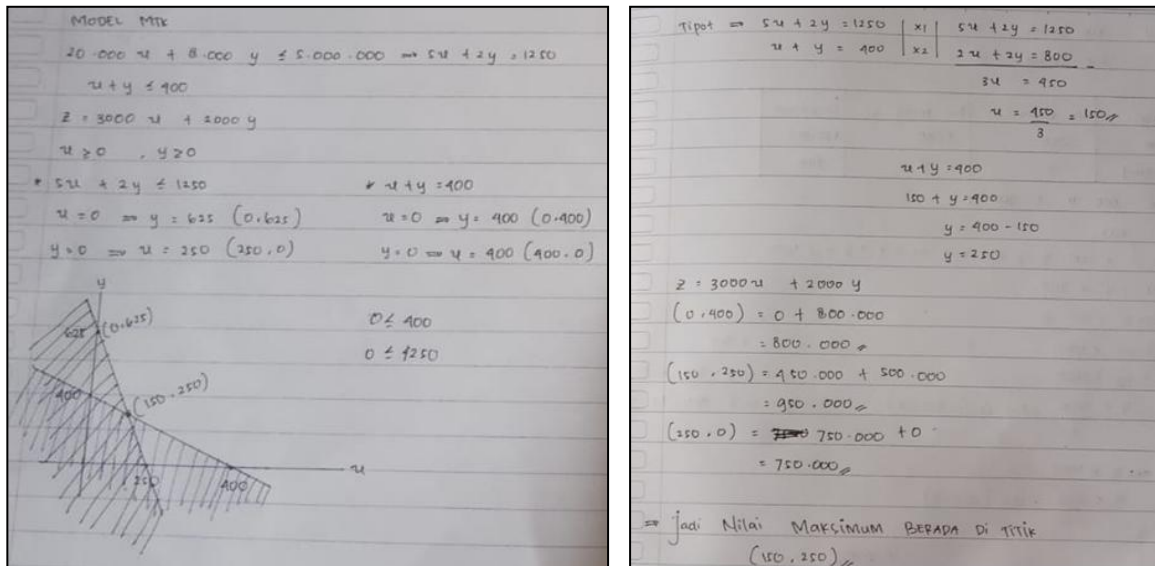 MODEL MTK
20.000 x + 8.000 y ≤ 5.000.000 ⇒ 5x + 2y = 1250
x + y ≤ 400
z = 3000 x + 2000 y
x ≥ 0 , y ≥ 0
* 5x + 2y ≤ 1250
x = 0 ⇒ y = 625 (0.625)
y = 0 ⇒ x = 250 (250,0)
* x + y = 400
x = 0 ⇒ y = 400 (0.400)
y = 0 ⇒ x = 400 (400.0)
y
625 (0.625)
400
(150.250)
250
400
x
0 ≤ 400
0 ≤ 1250
Tipot ⇒ 5x + 2y = 1250 | x1 | 5x + 2y = 1250
x + y = 400 | x2 | 2x + 2y = 800 -
3x = 450
x = 450/3 = 150//
x + y = 400
150 + y = 400
y = 400 - 150
y = 250
z = 3000x + 2000y
(0,400) = 0 + 800.000
= 800.000//
(150,250) = 450.000 + 500.000
= 950.000//
(250,0) = 750.000 + 0
= 750.000//
⇒ jadi Nilai Maksimum BERADA Di TiTiK
(150,250)//